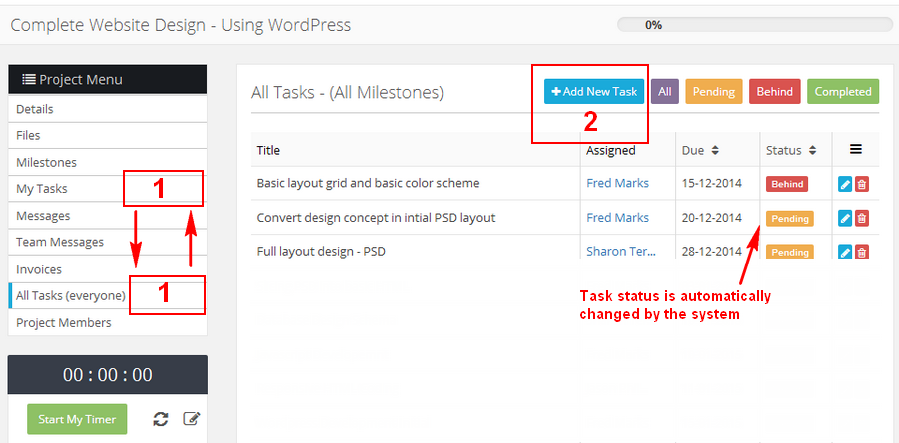 Complete Website Design - Using WordPress
0%
Project Menu
Details
Files
Milestones
My Tasks
1
Messages
Team Messages
Invoices
All Tasks (everyone)
1
Project Members
00 : 00 : 00
Start My Timer
All Tasks - (All Milestones)
+ Add New Task
All
Pending
Behind
Completed
2
Title Assigned Due Status
Basic layout grid and basic color scheme Fred Marks 15-12-2014 Behind
Convert design concept in intial PSD layout Fred Marks 20-12-2014 Pending
Full layout design - PSD Sharon Ter... 28-12-2014 Pending
Task status is automatically
changed by the system